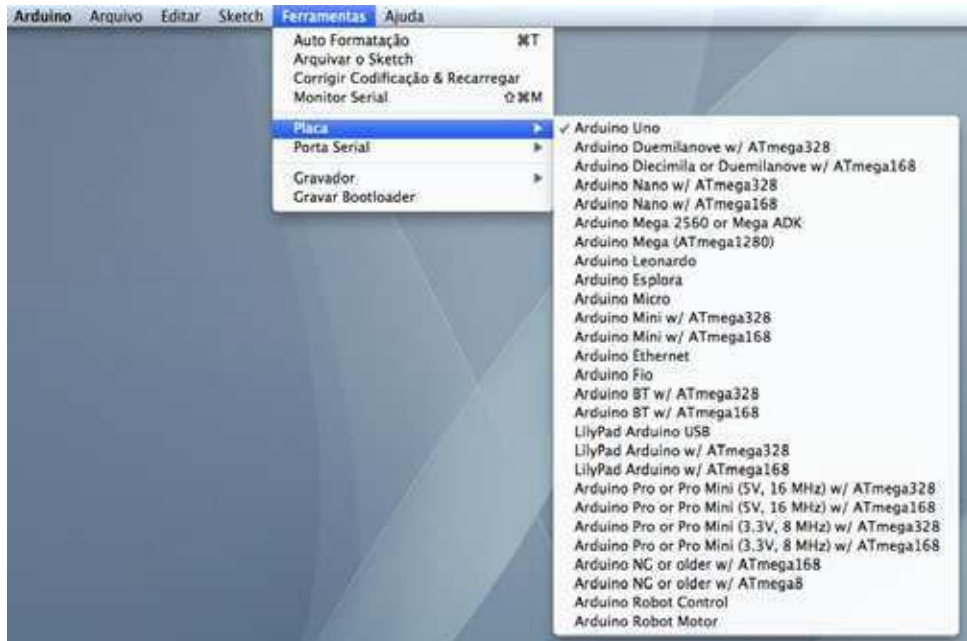 Arduino Arquivo Editar Sketch Ferramentas Ajuda
Auto Formatação ⌘T
Arquivar o Sketch
Corrigir Codificação & Recarregar
Monitor Serial ⇧⌘M
Placa
Porta Serial
Gravador
Gravar Bootloader
✓ Arduino Uno
Arduino Duemilanove w/ ATmega328
Arduino Diecimila or Duemilanove w/ ATmega168
Arduino Nano w/ ATmega328
Arduino Nano w/ ATmega168
Arduino Mega 2560 or Mega ADK
Arduino Mega (ATmega1280)
Arduino Leonardo
Arduino Esplora
Arduino Micro
Arduino Mini w/ ATmega328
Arduino Mini w/ ATmega168
Arduino Ethernet
Arduino Fio
Arduino BT w/ ATmega328
Arduino BT w/ ATmega168
LilyPad Arduino USB
LilyPad Arduino w/ ATmega328
LilyPad Arduino w/ ATmega168
Arduino Pro or Pro Mini (5V, 16 MHz) w/ ATmega328
Arduino Pro or Pro Mini (5V, 16 MHz) w/ ATmega168
Arduino Pro or Pro Mini (3.3V, 8 MHz) w/ ATmega328
Arduino Pro or Pro Mini (3.3V, 8 MHz) w/ ATmega168
Arduino NG or older w/ ATmega168
Arduino NG or older w/ ATmega8
Arduino Robot Control
Arduino Robot Motor